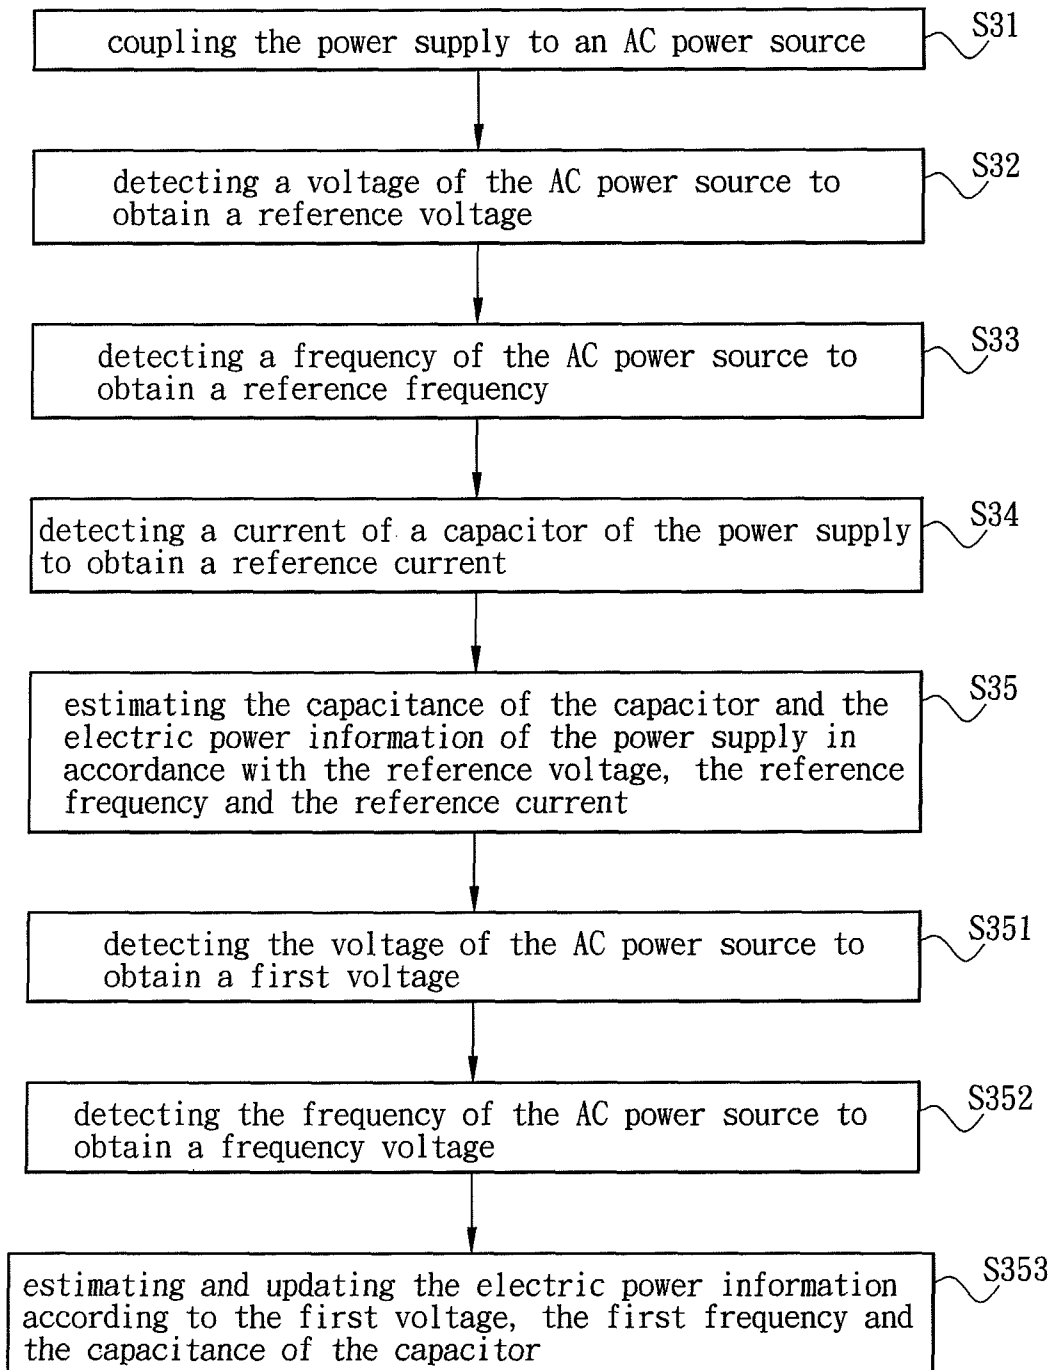 coupling the power supply to an AC power source
S31
detecting a voltage of the AC power source to
obtain a reference voltage
S32
detecting a frequency of the AC power source to
obtain a reference frequency
S33
detecting a current of a capacitor of the power supply
to obtain a reference current
S34
estimating the capacitance of the capacitor and the
electric power information of the power supply in
accordance with the reference voltage, the reference
frequency and the reference current
S35
detecting the voltage of the AC power source to
obtain a first voltage
S351
detecting the frequency of the AC power source to
obtain a frequency voltage
S352
estimating and updating the electric power information
according to the first voltage, the first frequency and
the capacitance of the capacitor
S353